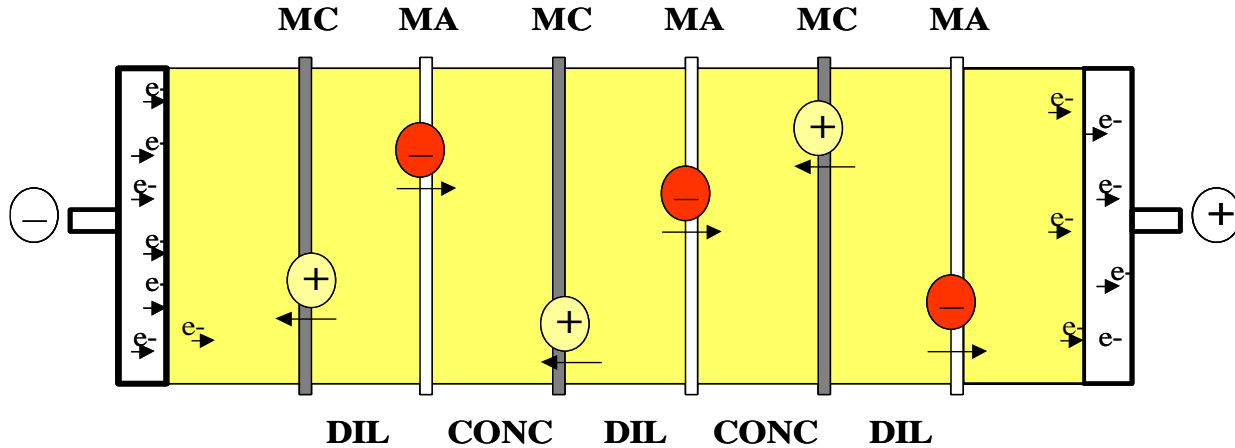 MC MA MC MA MC MA
e- e-
e- + e-
−
e- − e-
− e- +
e-
+ e-
e- −
e- + e-
e- e-
DIL CONC DIL CONC DIL